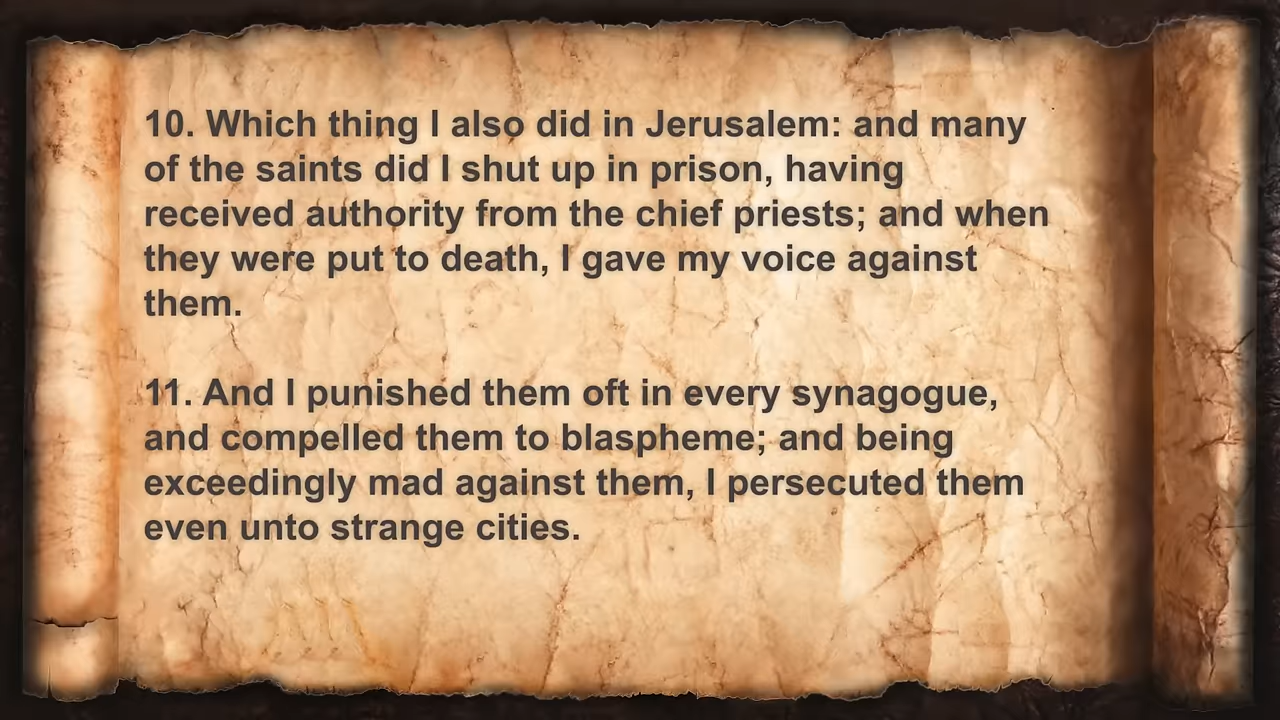 10. Which thing I also did in Jerusalem: and many
of the saints did I shut up in prison, having
received authority from the chief priests; and when
they were put to death, I gave my voice against
them.
11. And I punished them oft in every synagogue,
and compelled them to blaspheme; and being
exceedingly mad against them, I persecuted them
even unto strange cities.